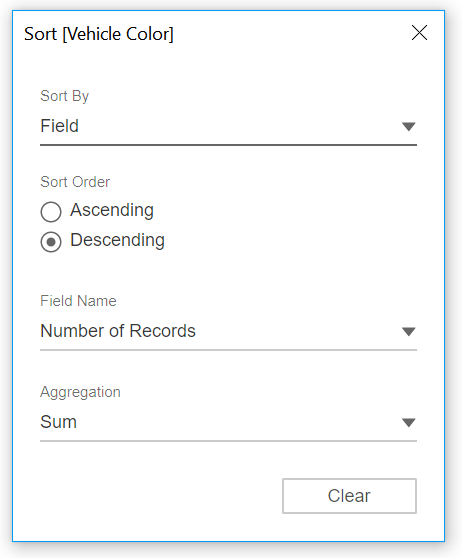 Sort [Vehicle Color]
Sort By
Field
Sort Order
Ascending
Descending
Field Name
Number of Records
Aggregation
Sum
Clear